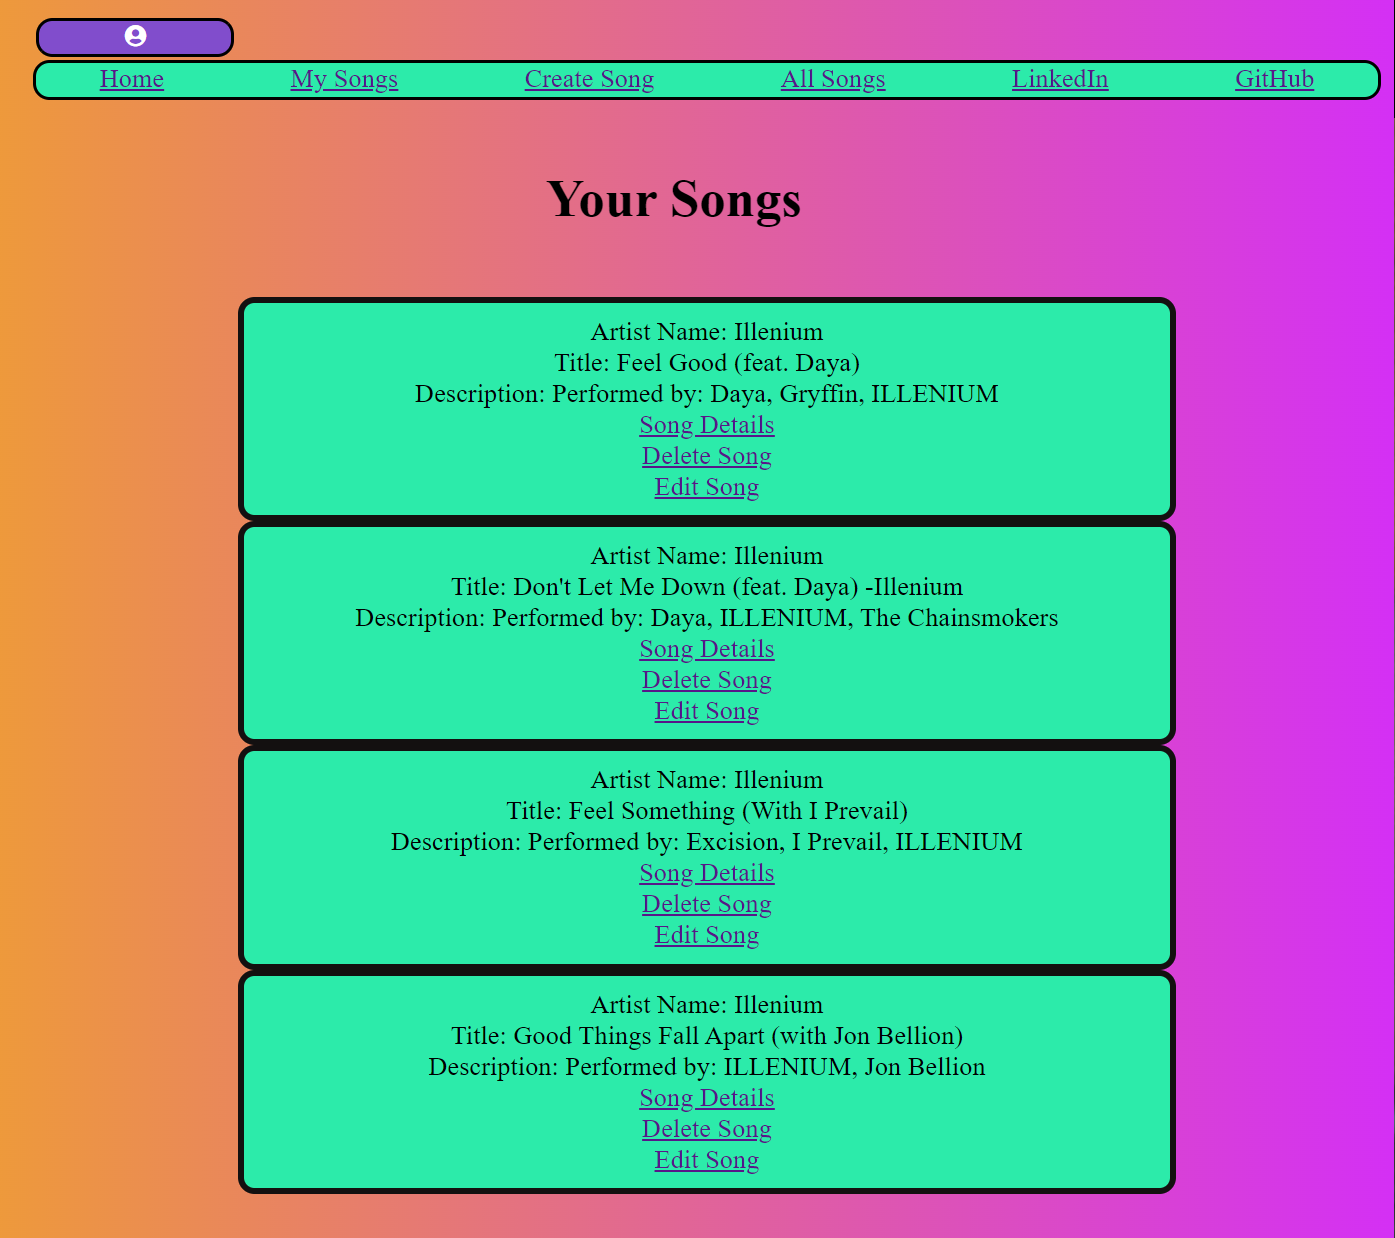 Home My Songs Create Song All Songs LinkedIn GitHub
Your Songs
Artist Name: Illenium
Title: Feel Good (feat. Daya)
Description: Performed by: Daya, Gryffin, ILLENIUM
Song Details
Delete Song
Edit Song
Artist Name: Illenium
Title: Don't Let Me Down (feat. Daya) -Illenium
Description: Performed by: Daya, ILLENIUM, The Chainsmokers
Song Details
Delete Song
Edit Song
Artist Name: Illenium
Title: Feel Something (With I Prevail)
Description: Performed by: Excision, I Prevail, ILLENIUM
Song Details
Delete Song
Edit Song
Artist Name: Illenium
Title: Good Things Fall Apart (with Jon Bellion)
Description: Performed by: ILLENIUM, Jon Bellion
Song Details
Delete Song
Edit Song